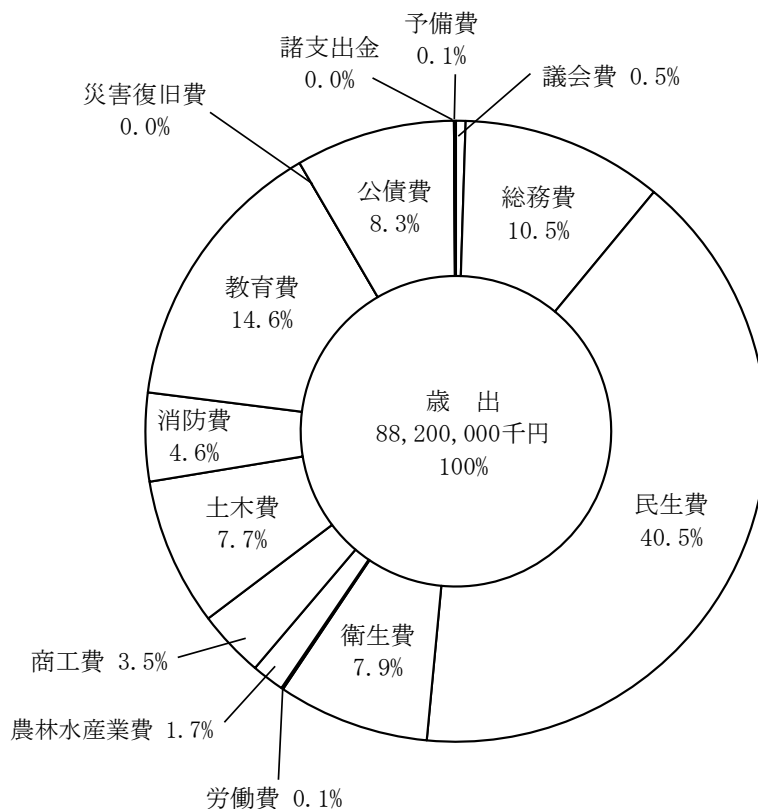 予備費
0.1%
諸支出金
0.0%
議会費 0.5%
災害復旧費
0.0%
公債費
8.3%
総務費
10.5%
教育費
14.6%
歳 出
88,200,000千円
100%
消防費
4.6%
民生費
40.5%
土木費
7.7%
衛生費
7.9%
商工費 3.5%
農林水産業費 1.7%
労働費 0.1%